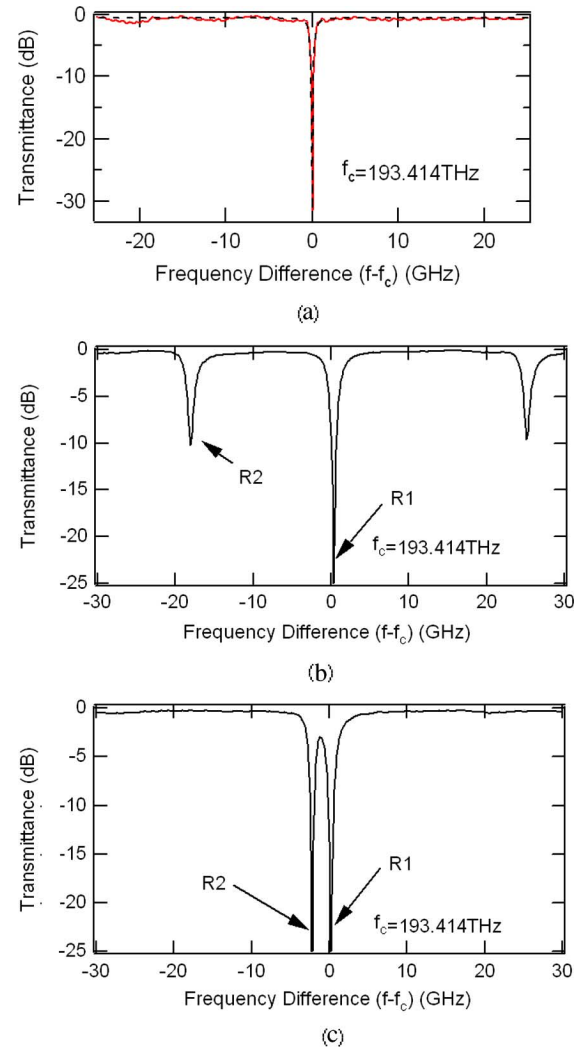 0
-10
-20
-30
Transmittance (dB)
f_c=193.414THz
-20 -10 0 10 20
Frequency Difference (f-f_c) (GHz)
(a)
0
-5
-10
-15
-20
-25
Transmittance (dB)
R2
R1
f_c=193.414THz
-30 -20 -10 0 10 20 30
Frequency Difference (f-f_c) (GHz)
(b)
0
-5
-10
-15
-20
-25
Transmittance (dB)
R2
R1
f_c=193.414THz
-30 -20 -10 0 10 20 30
Frequency Difference (f-f_c) (GHz)
(c)